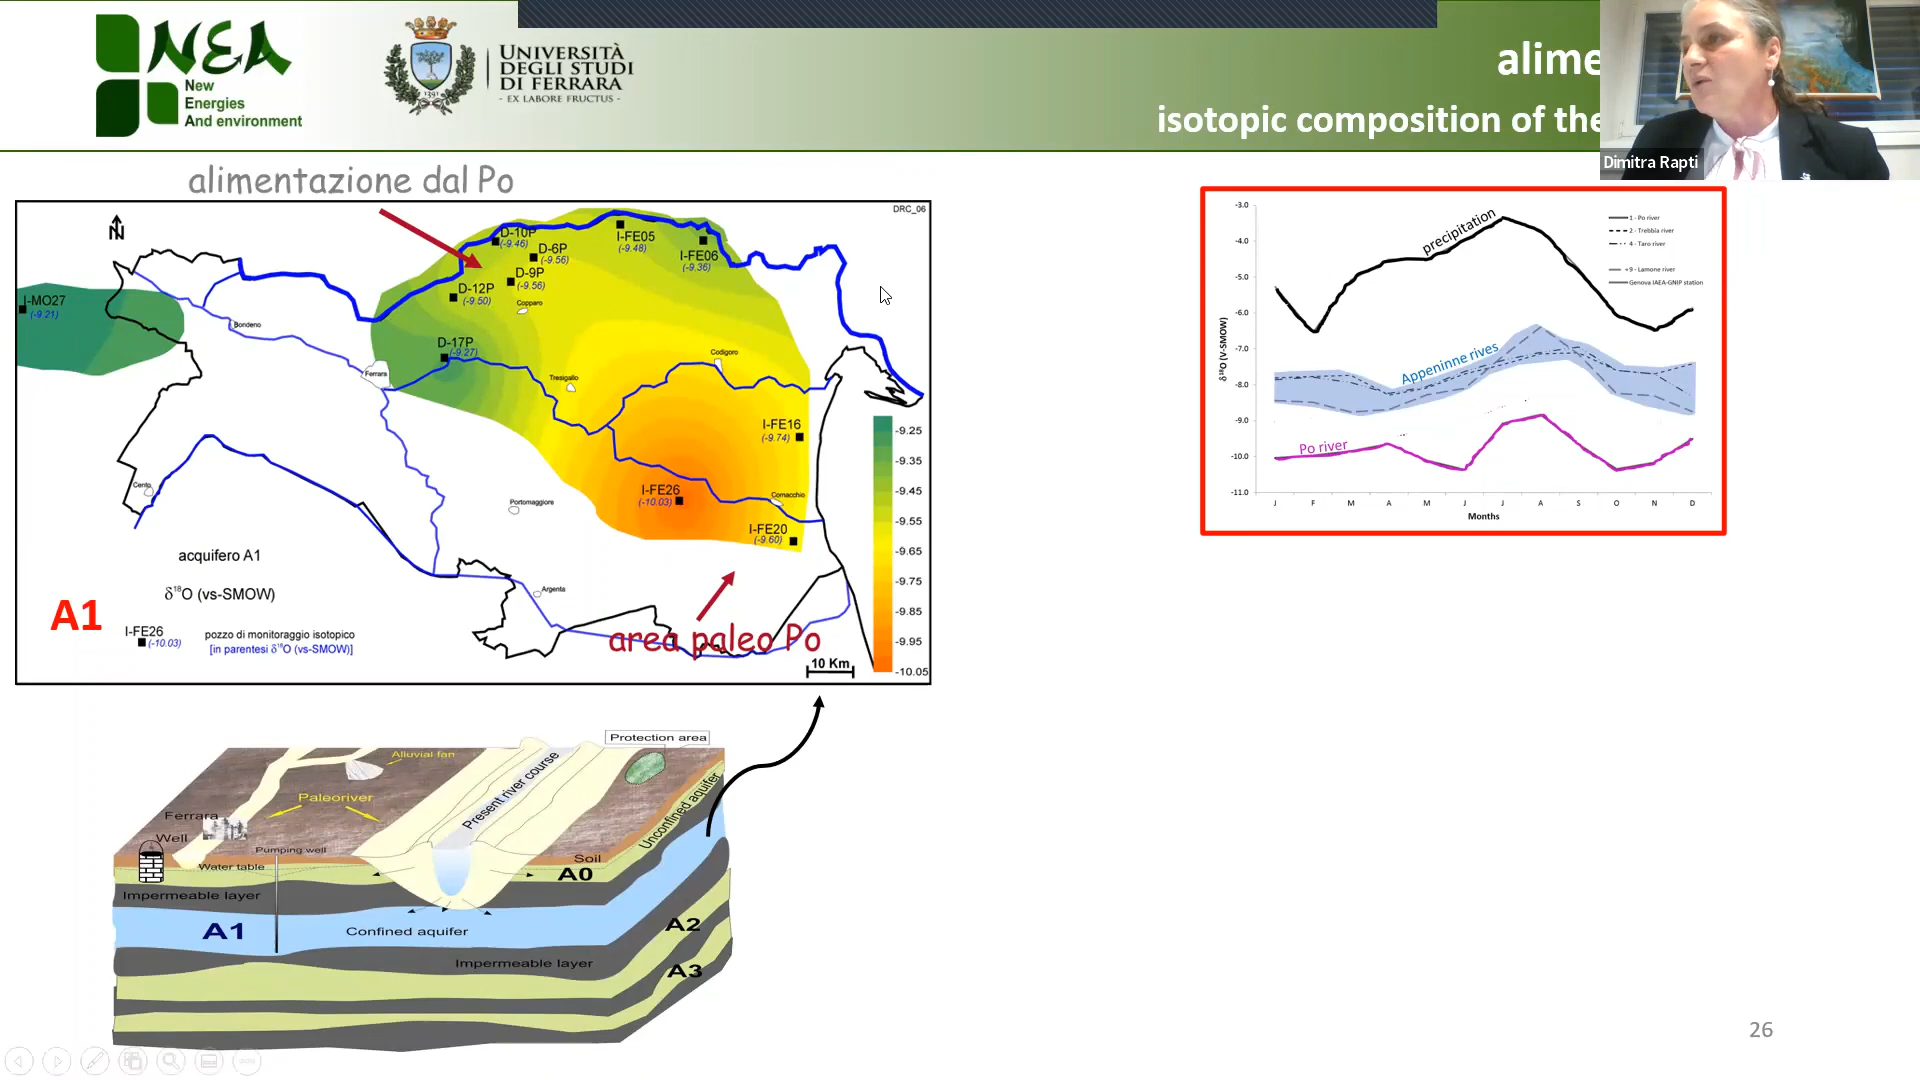 NEA
New
Energies
And environment
UNIVERSITÀ
DEGLI STUDI
DI FERRARA
- EX LABORE FRUCTUS -
1391
alime
isotopic composition of the
Dimitra Rapti
alimentazione dal Po
DRC_06
N
D-10P
(-9.46)
I-FE05
(-9.48)
D-6P
(-9.56)
I-FE06
(-9.36)
D-9P
(-9.56)
D-12P
(-9.50)
Copparo
I-MO27
(-9.21)
Bondeno
D-17P
(-9.27)
Codigoro
Ferrara
Tresigallo
I-FE16
(-9.74)
Cento
I-FE26
(-10.03)
Comacchio
Portomaggiore
I-FE20
(-9.60)
acquifero A1
δ18O (vs-SMOW)
Argenta
A1
I-FE26
(-10.03)
pozzo di monitoraggio isotopico
[in parentesi δ18O (vs-SMOW)]
area paleo Po
10 Km
-9.25
-9.35
-9.45
-9.55
-9.65
-9.75
-9.85
-9.95
-10.05
-3.0
-4.0
-5.0
-6.0
-7.0
-8.0
-9.0
-10.0
-11.0
δ18O (V-SMOW)
precipitation
Appeninne rives
Po river
1 - Po river
2 - Trebbia river
4 - Taro river
9 - Lamone river
Genova IAEA-GNIP station
J F M A M J J A S O N D
Months
Protection area
Alluvial fan
Present river course
Paleoriver
Unconfined aquifer
Ferrara
Well
Pumping well
Water table
Soil
A0
Impermeable layer
A1
Confined aquifer
A2
Impermeable layer
A3
26